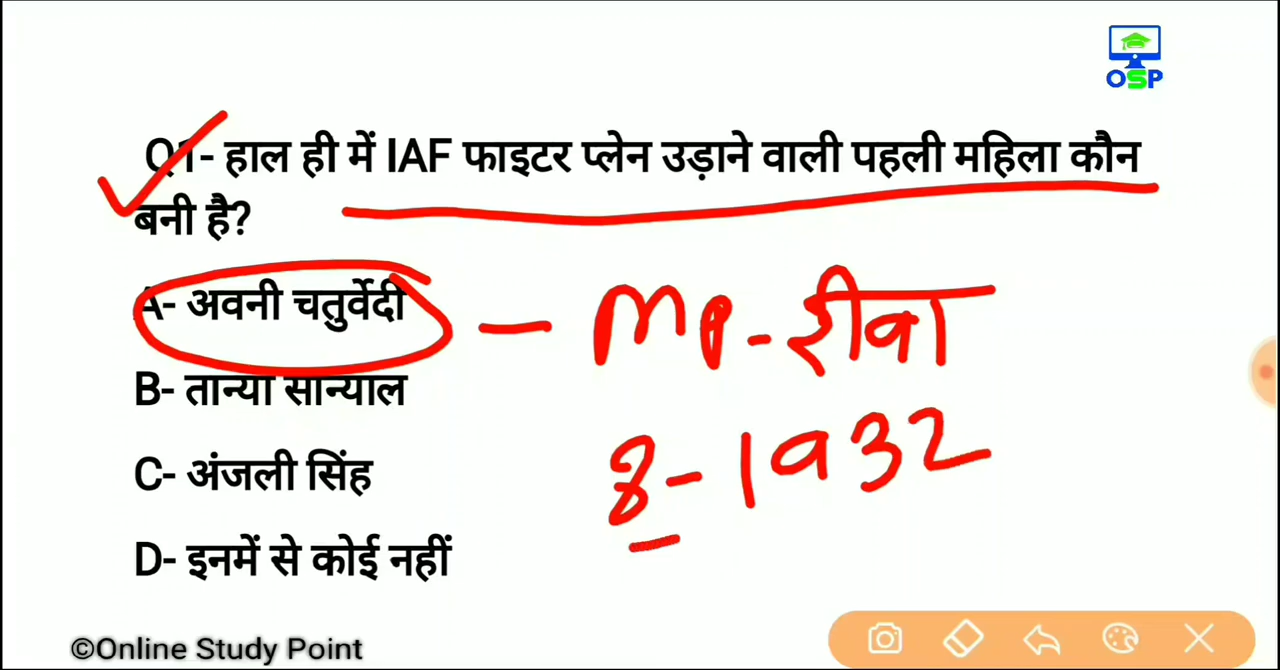 OSP
Q1- हाल ही में IAF फाइटर प्लेन उड़ाने वाली पहली महिला कौन
बनी है?
A- अवनी चतुर्वेदी - MP - रीवा
B- तान्या सान्याल
8 - 1932
C- अंजली सिंह
D- इनमें से कोई नहीं
©Online Study Point